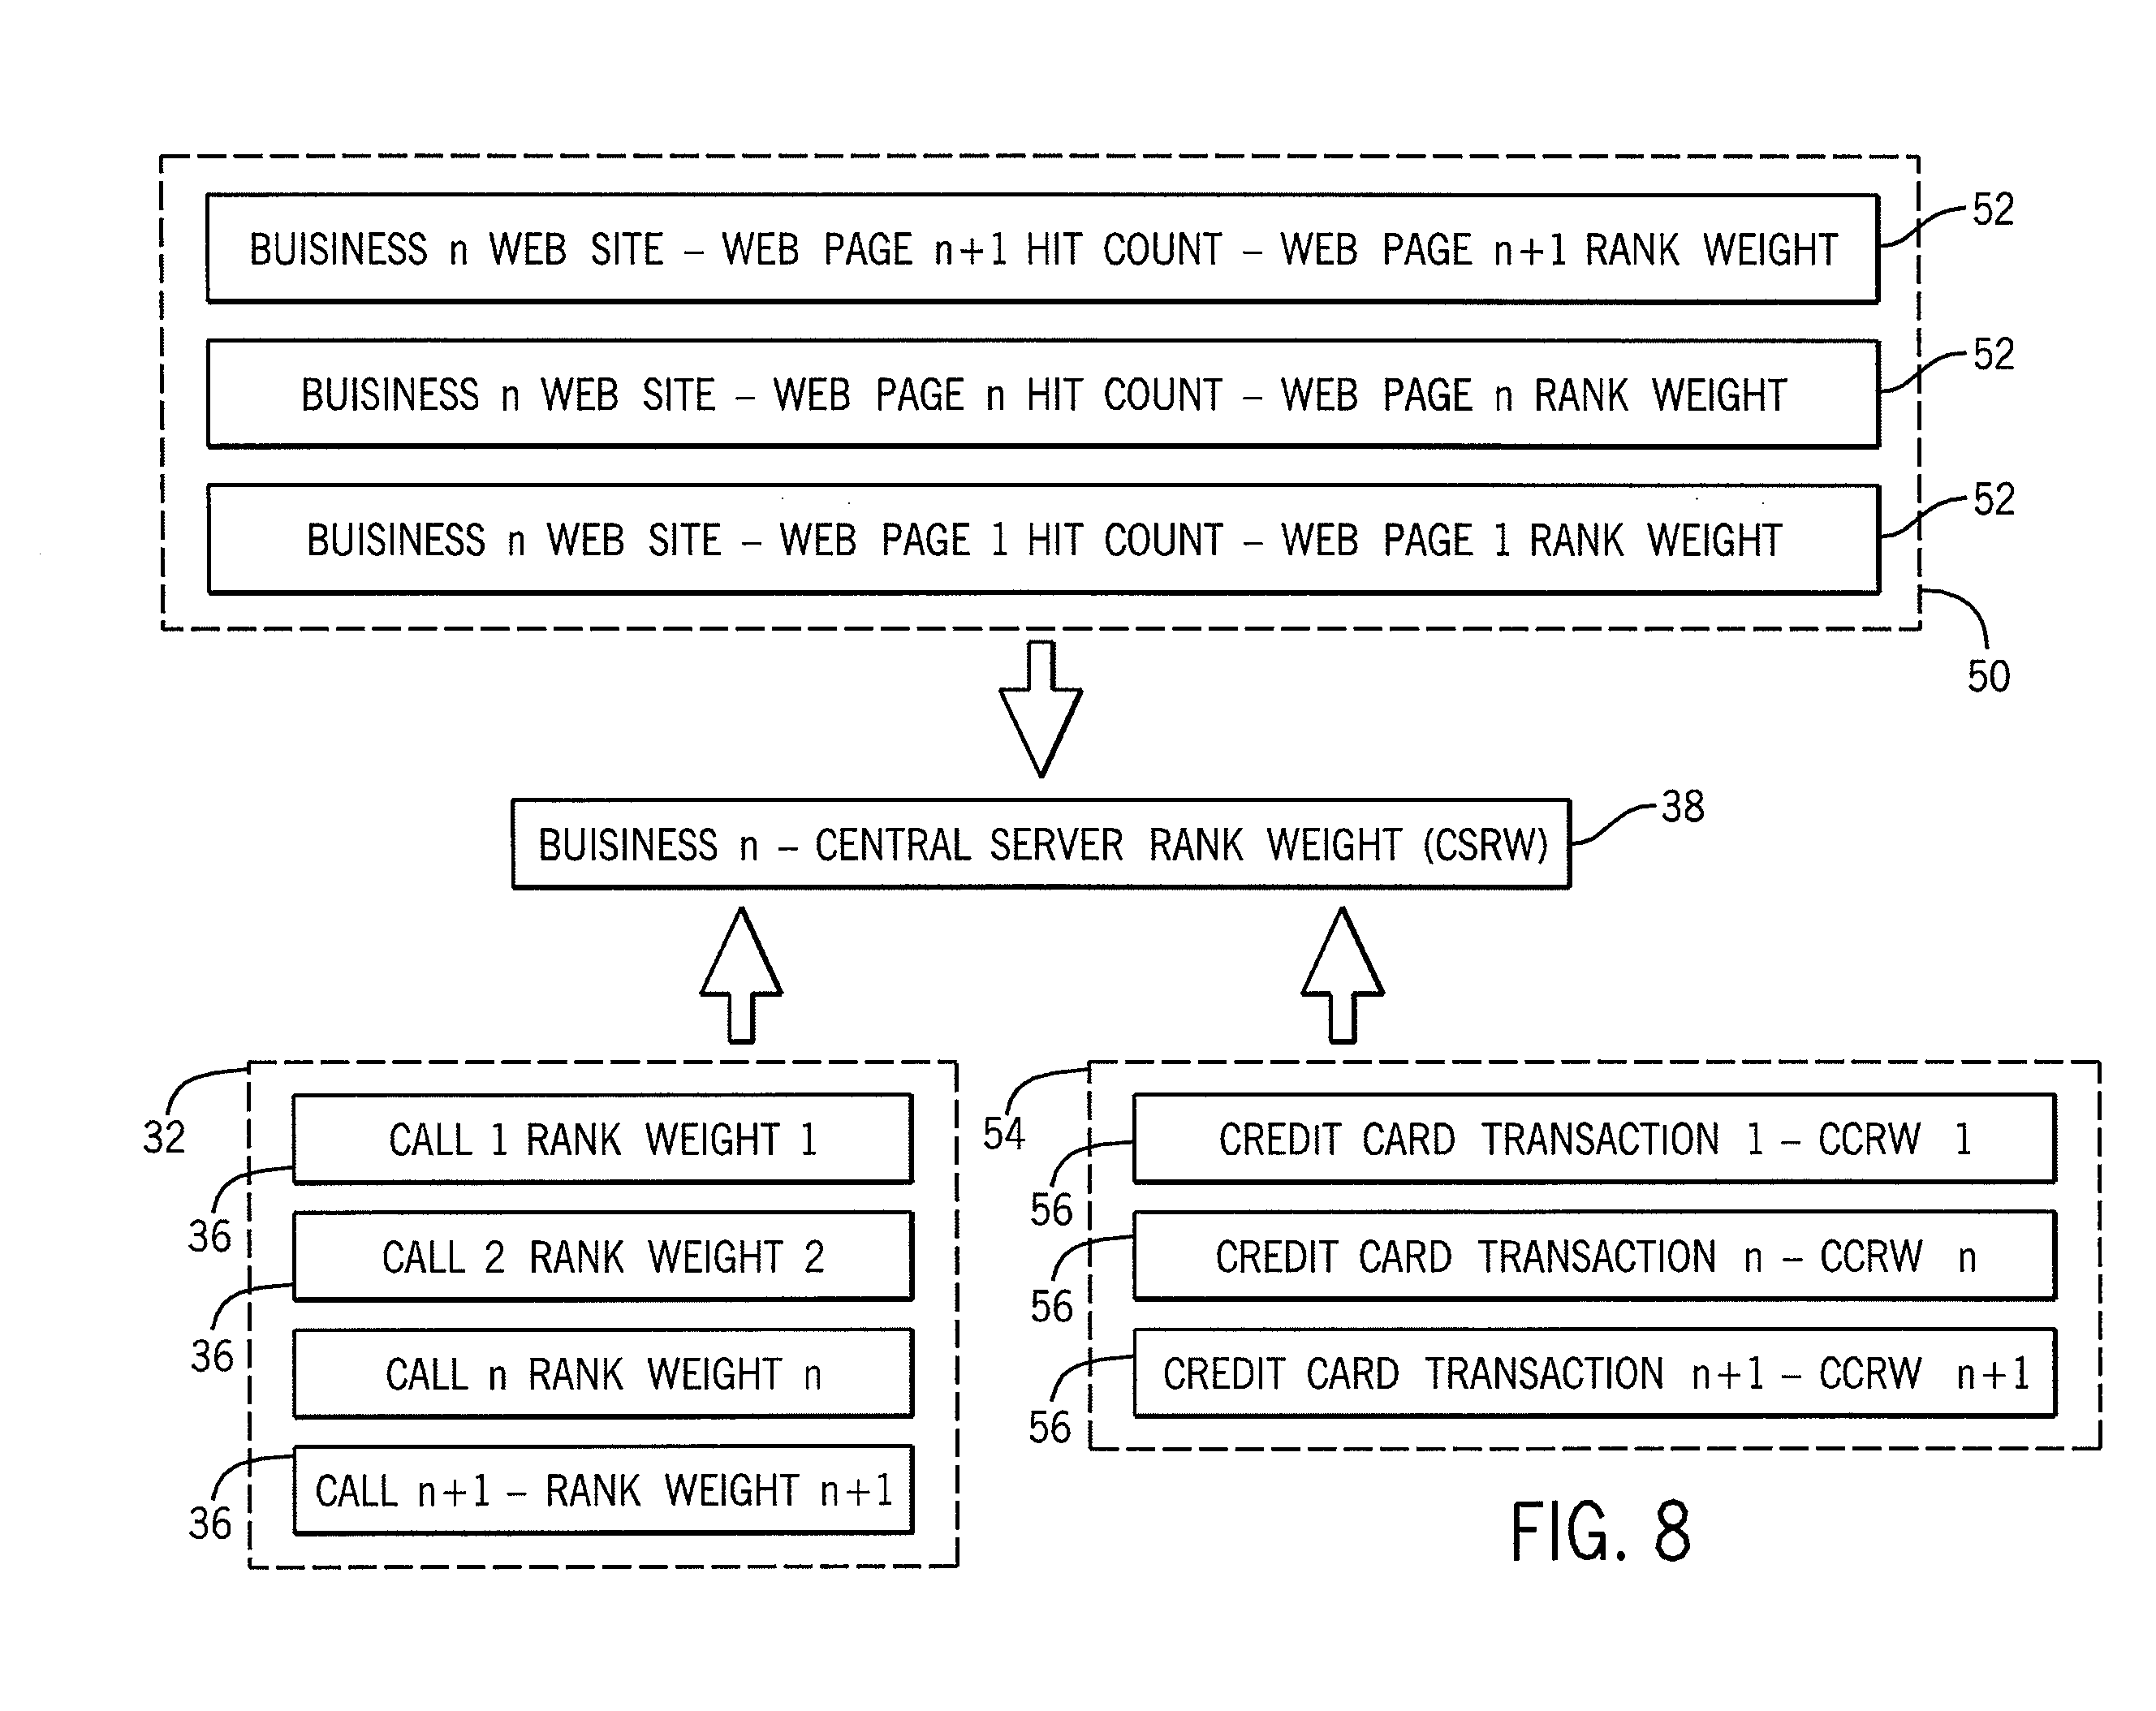 BUISINESS n WEB SITE – WEB PAGE n+1 HIT COUNT – WEB PAGE n+1 RANK WEIGHT
52
BUISINESS n WEB SITE – WEB PAGE n HIT COUNT – WEB PAGE n RANK WEIGHT
52
BUISINESS n WEB SITE – WEB PAGE 1 HIT COUNT – WEB PAGE 1 RANK WEIGHT
52
50
BUISINESS n – CENTRAL SERVER RANK WEIGHT (CSRW)
38
32
CALL 1 RANK WEIGHT 1
36
CALL 2 RANK WEIGHT 2
36
CALL n RANK WEIGHT n
CALL n+1 – RANK WEIGHT n+1
36
54
CREDIT CARD TRANSACTION 1 – CCRW 1
56
CREDIT CARD TRANSACTION n – CCRW n
56
CREDIT CARD TRANSACTION n+1 – CCRW n+1
56
FIG. 8